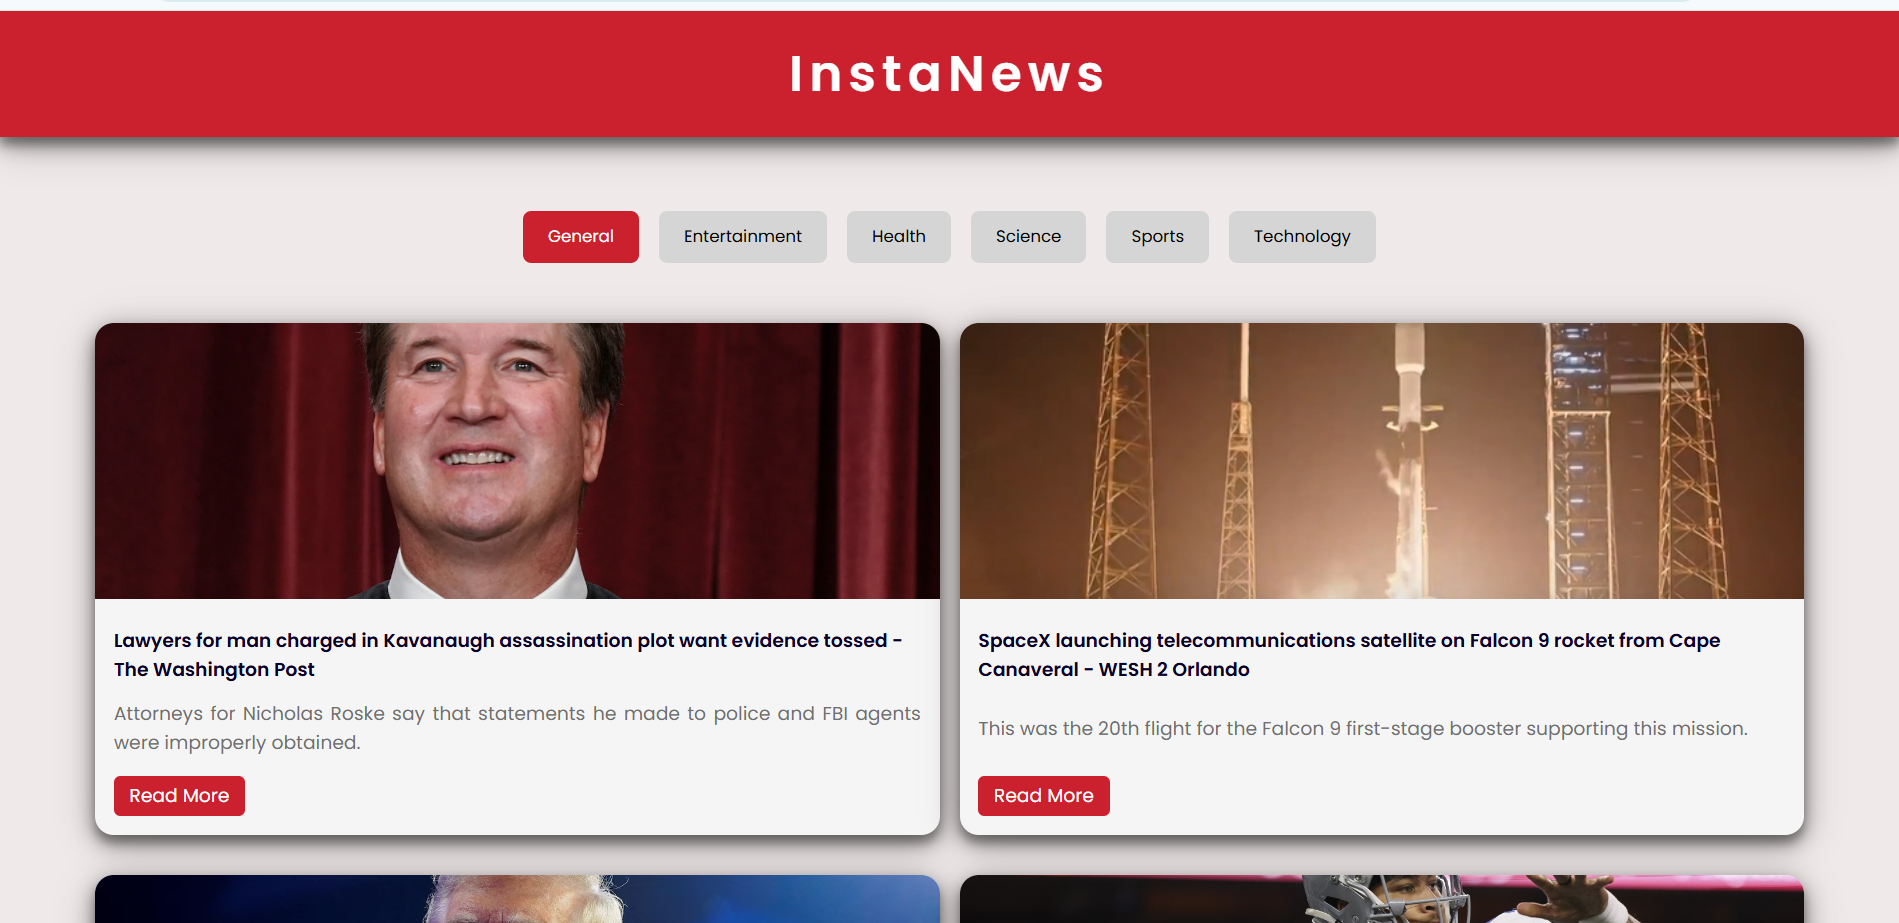 InstaNews
General Entertainment Health Science Sports Technology
Lawyers for man charged in Kavanaugh assassination plot want evidence tossed -
The Washington Post
Attorneys for Nicholas Roske say that statements he made to police and FBI agents
were improperly obtained.
Read More
SpaceX launching telecommunications satellite on Falcon 9 rocket from Cape
Canaveral - WESH 2 Orlando
This was the 20th flight for the Falcon 9 first-stage booster supporting this mission.
Read More